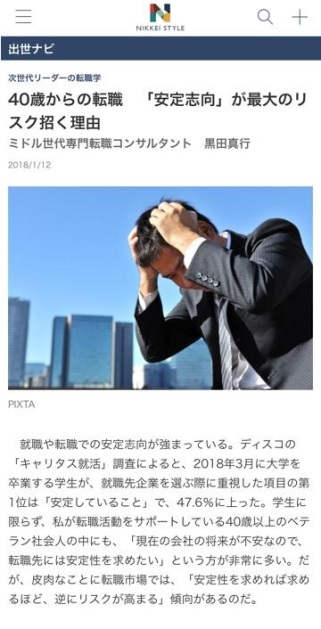 NIKKEI STYLE
出世ナビ
次世代リーダーの転職学
40歳からの転職　「安定志向」が最大のリ
スク招く理由
ミドル世代専門転職コンサルタント　黒田真行
2018/1/12
PIXTA
　就職や転職での安定志向が強まっている。ディスコの
「キャリタス就活」調査によると、2018年3月に大学を
卒業する学生が、就職先企業を選ぶ際に重視した項目の第
1位は「安定していること」で、47.6％に上った。学生に
限らず、私が転職活動をサポートしている40歳以上のベテ
ラン社会人の中にも、「現在の会社の将来が不安なので、
転職先には安定性を求めたい」という方が非常に多い。だ
が、皮肉なことに転職市場では、「安定性を求めれば求め
るほど、逆にリスクが高まる」傾向があるのだ。